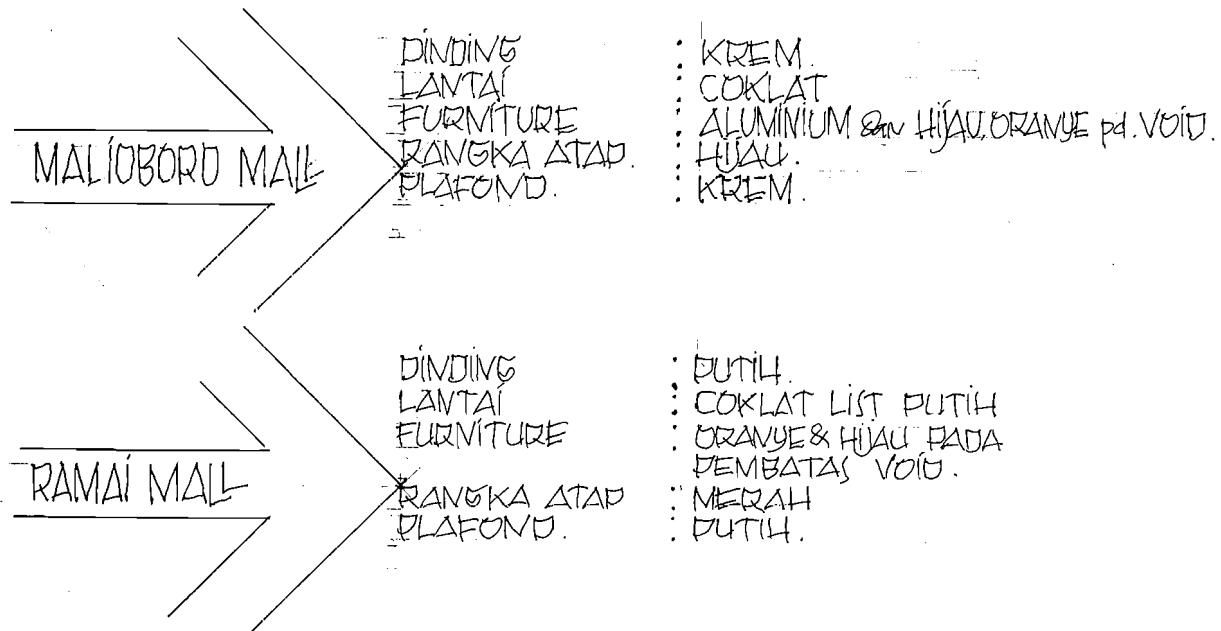 DINDING : KREM.
LANTAI : COKLAT
FURNITURE : ALUMINIUM dgn HIJAU, ORANYE pd. VOID.
MALIOBORO MALL
RANGKA ATAP. : HIJAU.
PLAFOND. : KREM.
DINDING : PUTIH.
LANTAI : COKLAT LIST PUTIH
FURNITURE : ORANYE & HIJAU PADA
PEMBATAS VOID.
RAMAI MALL
RANGKA ATAP : MERAH
PLAFOND. : PUTIH.